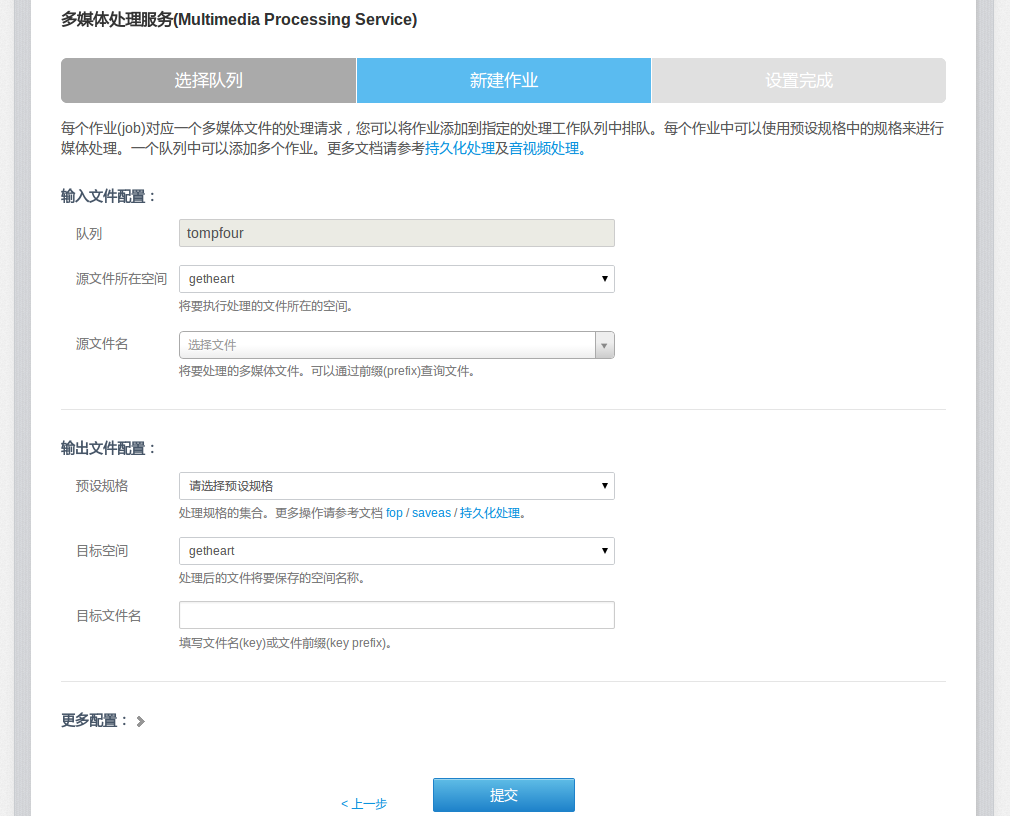 多媒体处理服务(Multimedia Processing Service)
选择队列 新建作业 设置完成
每个作业(job)对应一个多媒体文件的处理请求，您可以将作业添加到指定的处理工作队列中排队。每个作业中可以使用预设规格中的规格来进行
媒体处理。一个队列中可以添加多个作业。更多文档请参考持久化处理及音视频处理。
输入文件配置：
队列 tompfour
源文件所在空间 getheart
将要执行处理的文件所在的空间。
源文件名 选择文件
将要处理的多媒体文件。可以通过前缀(prefix)查询文件。
输出文件配置：
预设规格 请选择预设规格
处理规格的集合。更多操作请参考文档 fop / saveas / 持久化处理。
目标空间 getheart
处理后的文件将要保存的空间名称。
目标文件名
填写文件名(key)或文件前缀(key prefix)。
更多配置：
< 上一步 提交